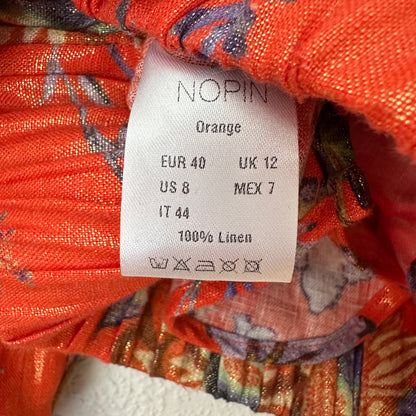 NOPIN
Orange
EUR 40 UK 12
US 8 MEX 7
IT 44
100% Linen